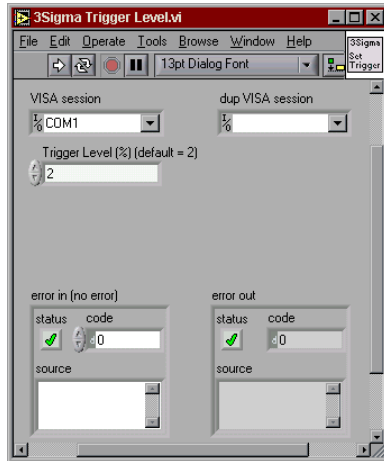 3Sigma Trigger Level.vi
File Edit Operate Tools Browse Window Help
3Sigma
Set
Trigger
13pt Dialog Font
VISA session dup VISA session
I/0 COM1 I/0
Trigger Level (%) (default = 2)
2
error in (no error) error out
status code status code
d 0 d 0
source source